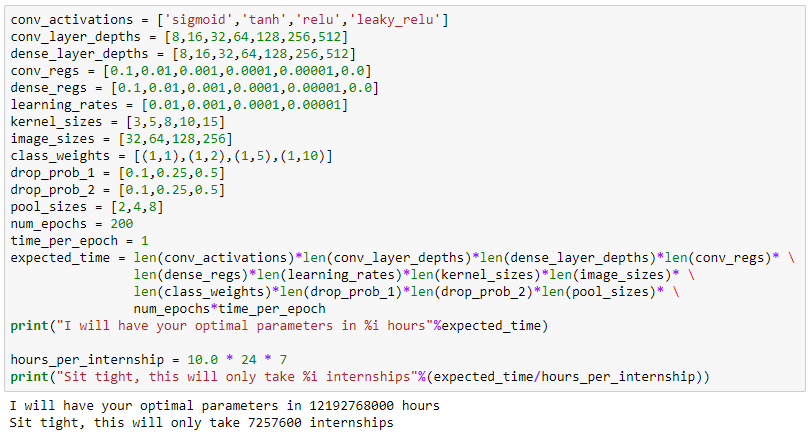 conv_activations = ['sigmoid','tanh','relu','leaky_relu']
conv_layer_depths = [8,16,32,64,128,256,512]
dense_layer_depths = [8,16,32,64,128,256,512]
conv_regs = [0.1,0.01,0.001,0.0001,0.00001,0.0]
dense_regs = [0.1,0.01,0.001,0.0001,0.00001,0.0]
learning_rates = [0.01,0.001,0.0001,0.00001]
kernel_sizes = [3,5,8,10,15]
image_sizes = [32,64,128,256]
class_weights = [(1,1),(1,2),(1,5),(1,10)]
drop_prob_1 = [0.1,0.25,0.5]
drop_prob_2 = [0.1,0.25,0.5]
pool_sizes = [2,4,8]
num_epochs = 200
time_per_epoch = 1
expected_time = len(conv_activations)*len(conv_layer_depths)*len(dense_layer_depths)*len(conv_regs)* \
len(dense_regs)*len(learning_rates)*len(kernel_sizes)*len(image_sizes)* \
len(class_weights)*len(drop_prob_1)*len(drop_prob_2)*len(pool_sizes)* \
num_epochs*time_per_epoch
print("I will have your optimal parameters in %i hours"%expected_time)
hours_per_internship = 10.0 * 24 * 7
print("Sit tight, this will only take %i internships"%(expected_time/hours_per_internship))
I will have your optimal parameters in 12192768000 hours
Sit tight, this will only take 7257600 internships